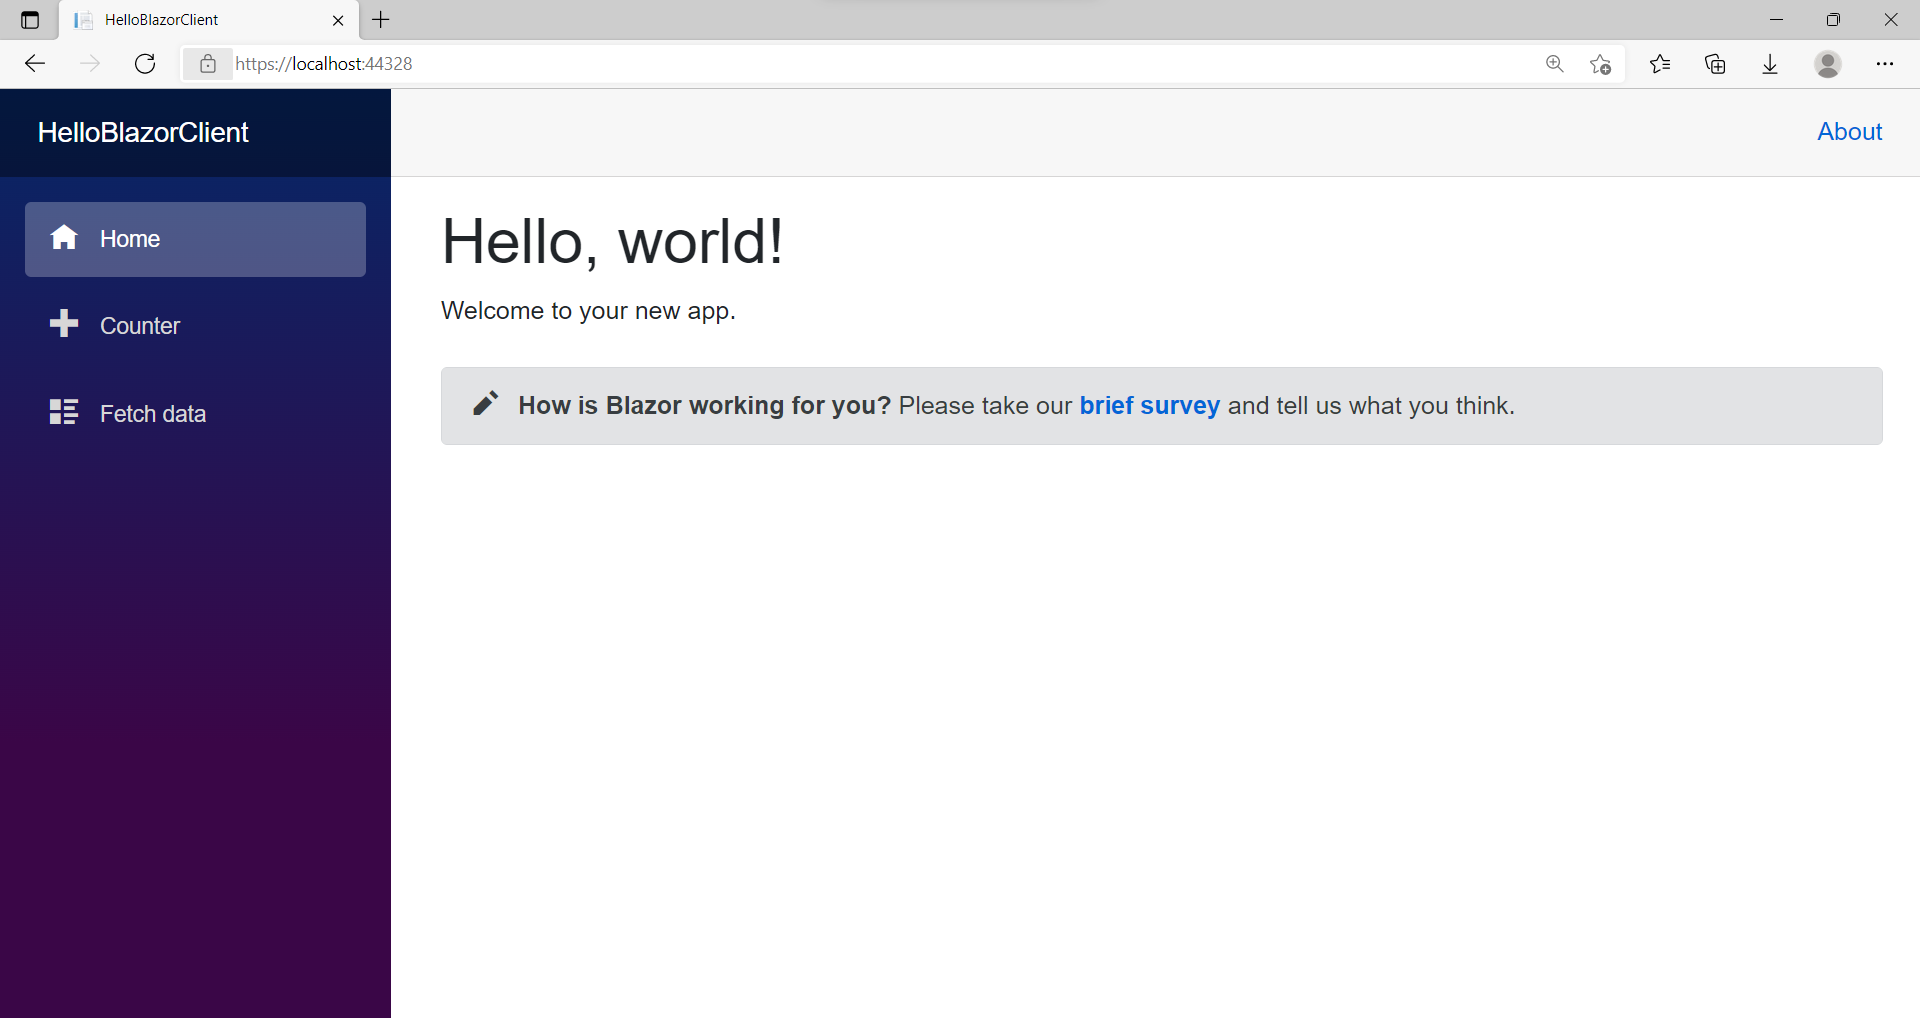 HelloBlazorClient
https://localhost:44328
HelloBlazorClient
About
Home
Counter
Fetch data
Hello, world!
Welcome to your new app.
How is Blazor working for you? Please take our brief survey and tell us what you think.